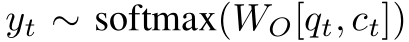 y_t ∼ softmax(W_O[q_t, c_t])